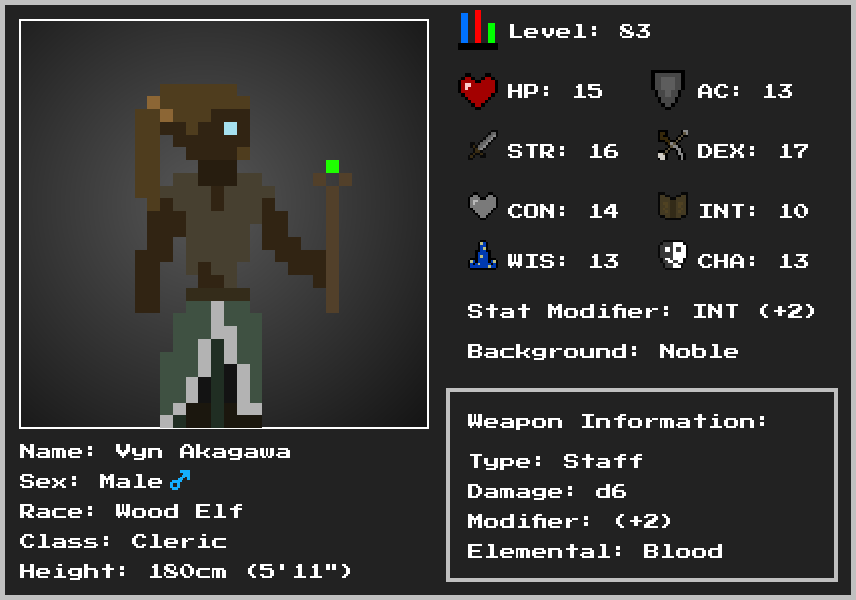 Level: 83
HP: 15 AC: 13
STR: 16 DEX: 17
CON: 14 INT: 10
WIS: 13 CHA: 13
Stat Modifier: INT (+2)
Background: Noble
Weapon Information:
Type: Staff
Damage: d6
Modifier: (+2)
Elemental: Blood
Name: Vyn Akagawa
Sex: Male ♂
Race: Wood Elf
Class: Cleric
Height: 180cm (5'11")